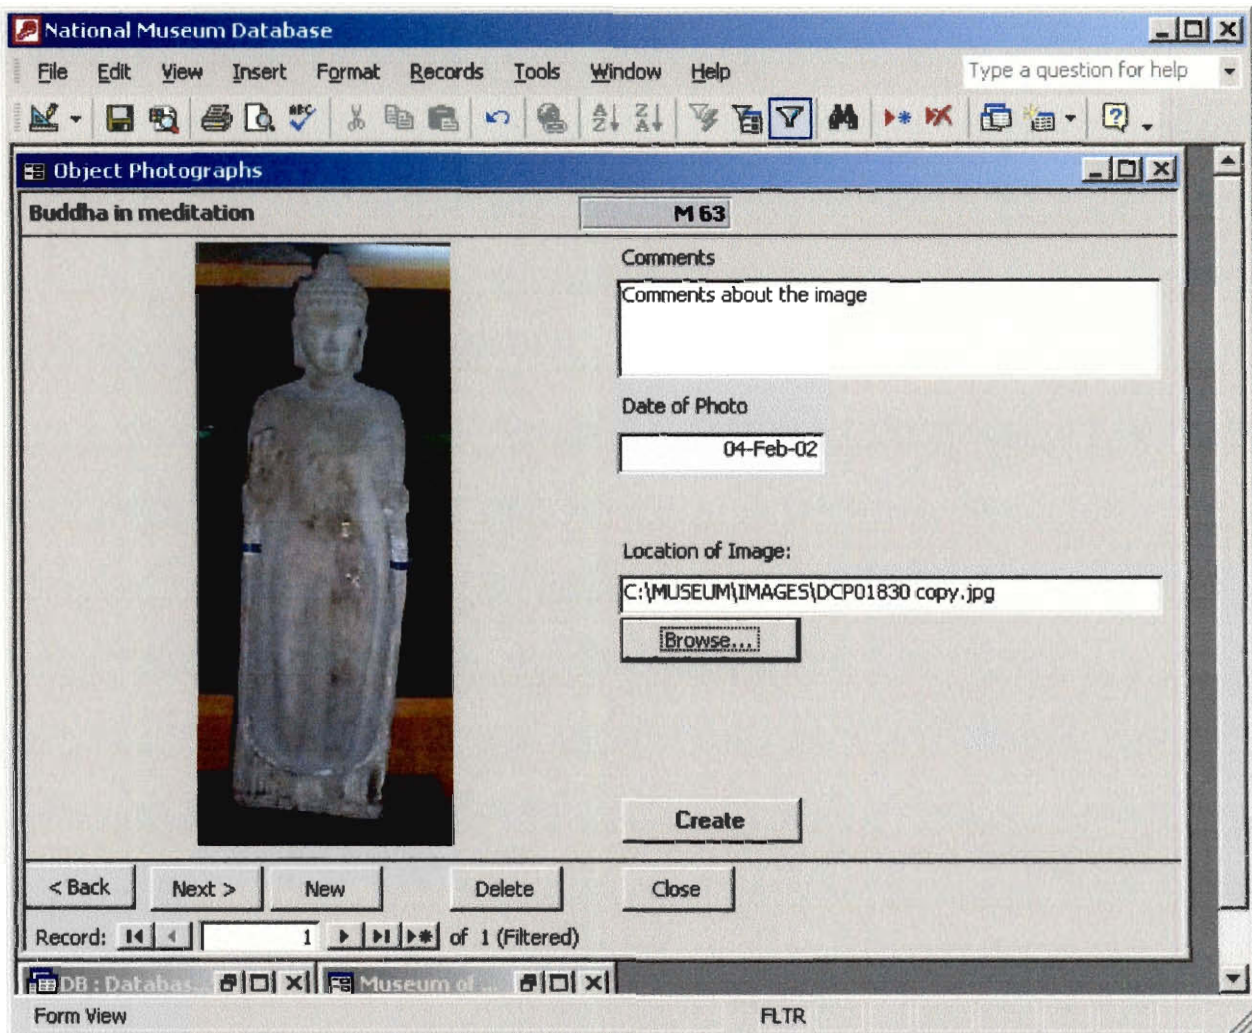 National Museum Database
File Edit View Insert Format Records Tools Window Help Type a question for help
ABC
Object Photographs
Buddha in meditation M 63
Comments
Comments about the image
Date of Photo
04-Feb-02
Location of Image:
C:\MUSEUM\IMAGES\DCP01830 copy.jpg
Browse...
Create
< Back Next > New Delete Close
Record: 1 of 1 (Filtered)
DB : Databas... Museum of ...
Form View FLTR